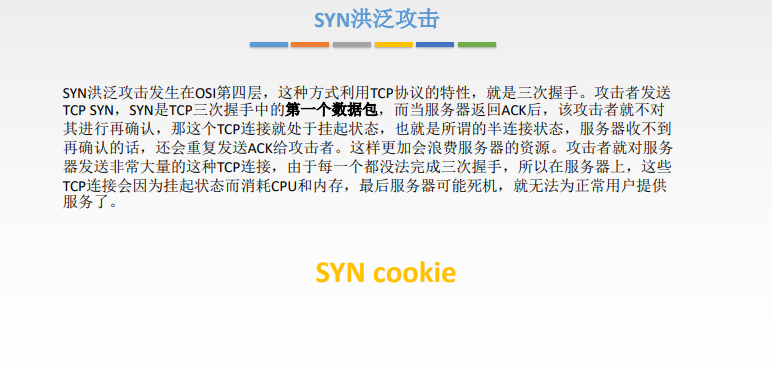 SYN洪泛攻击
SYN洪泛攻击发生在OSI第四层，这种方式利用TCP协议的特性，就是三次握手。攻击者发送
TCP SYN，SYN是TCP三次握手中的第一个数据包，而当服务器返回ACK后，该攻击者就不对
其进行再确认，那这个TCP连接就处于挂起状态，也就是所谓的半连接状态，服务器收不到
再确认的话，还会重复发送ACK给攻击者。这样更加会浪费服务器的资源。攻击者就对服务
器发送非常大量的这种TCP连接，由于每一个都没法完成三次握手，所以在服务器上，这些
TCP连接会因为挂起状态而消耗CPU和内存，最后服务器可能死机，就无法为正常用户提供
服务了。
SYN cookie